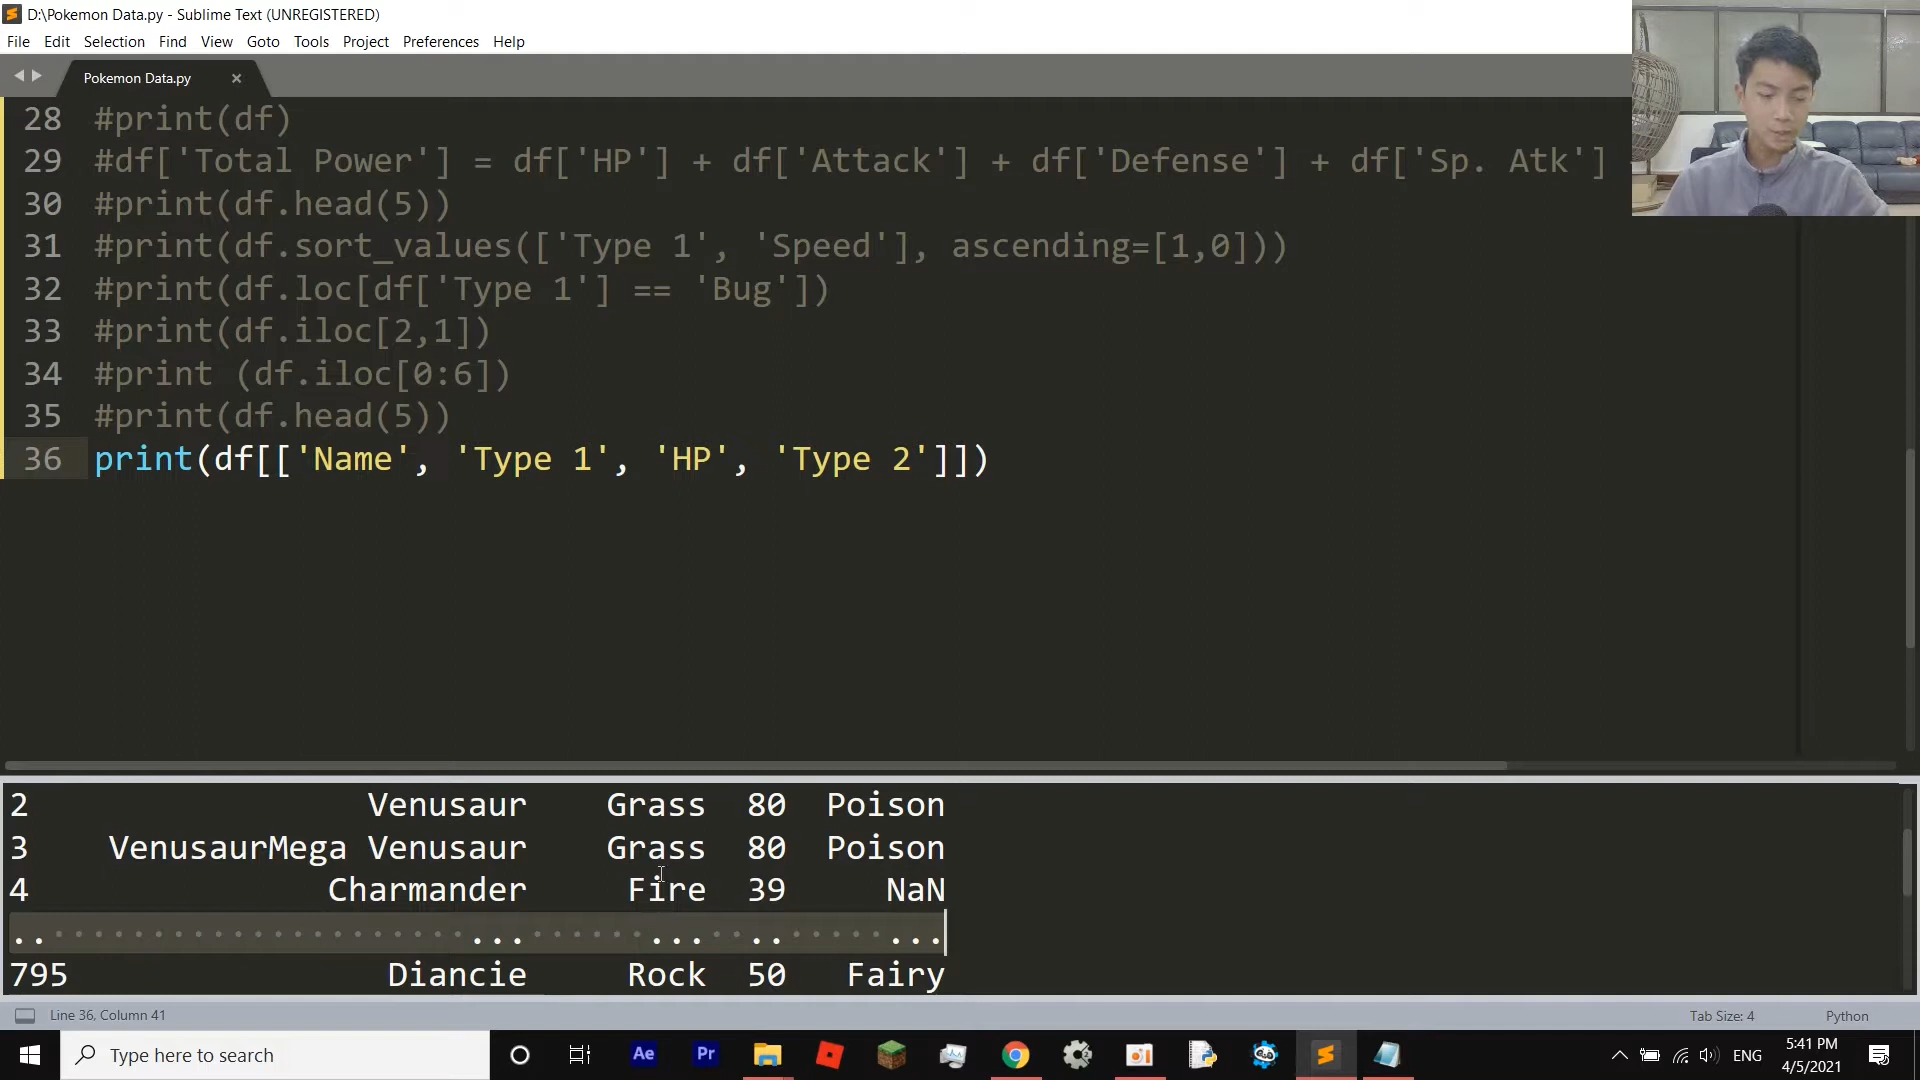 D:\Pokemon Data.py - Sublime Text (UNREGISTERED)
File Edit Selection Find View Goto Tools Project Preferences Help
Pokemon Data.py ×
28 #print(df)
29 #df['Total Power'] = df['HP'] + df['Attack'] + df['Defense'] + df['Sp. Atk']
30 #print(df.head(5))
31 #print(df.sort_values(['Type 1', 'Speed'], ascending=[1,0]))
32 #print(df.loc[df['Type 1'] == 'Bug'])
33 #print(df.iloc[2,1])
34 #print (df.iloc[0:6])
35 #print(df.head(5))
36 print(df[['Name', 'Type 1', 'HP', 'Type 2']])
2 Venusaur Grass 80 Poison
3 VenusaurMega Venusaur Grass 80 Poison
4 Charmander Fire 39 NaN
.. ... ... .. ...
795 Diancie Rock 50 Fairy
Line 36, Column 41 Tab Size: 4 Python
Type here to search Ae Pr ENG 5:41 PM
4/5/2021